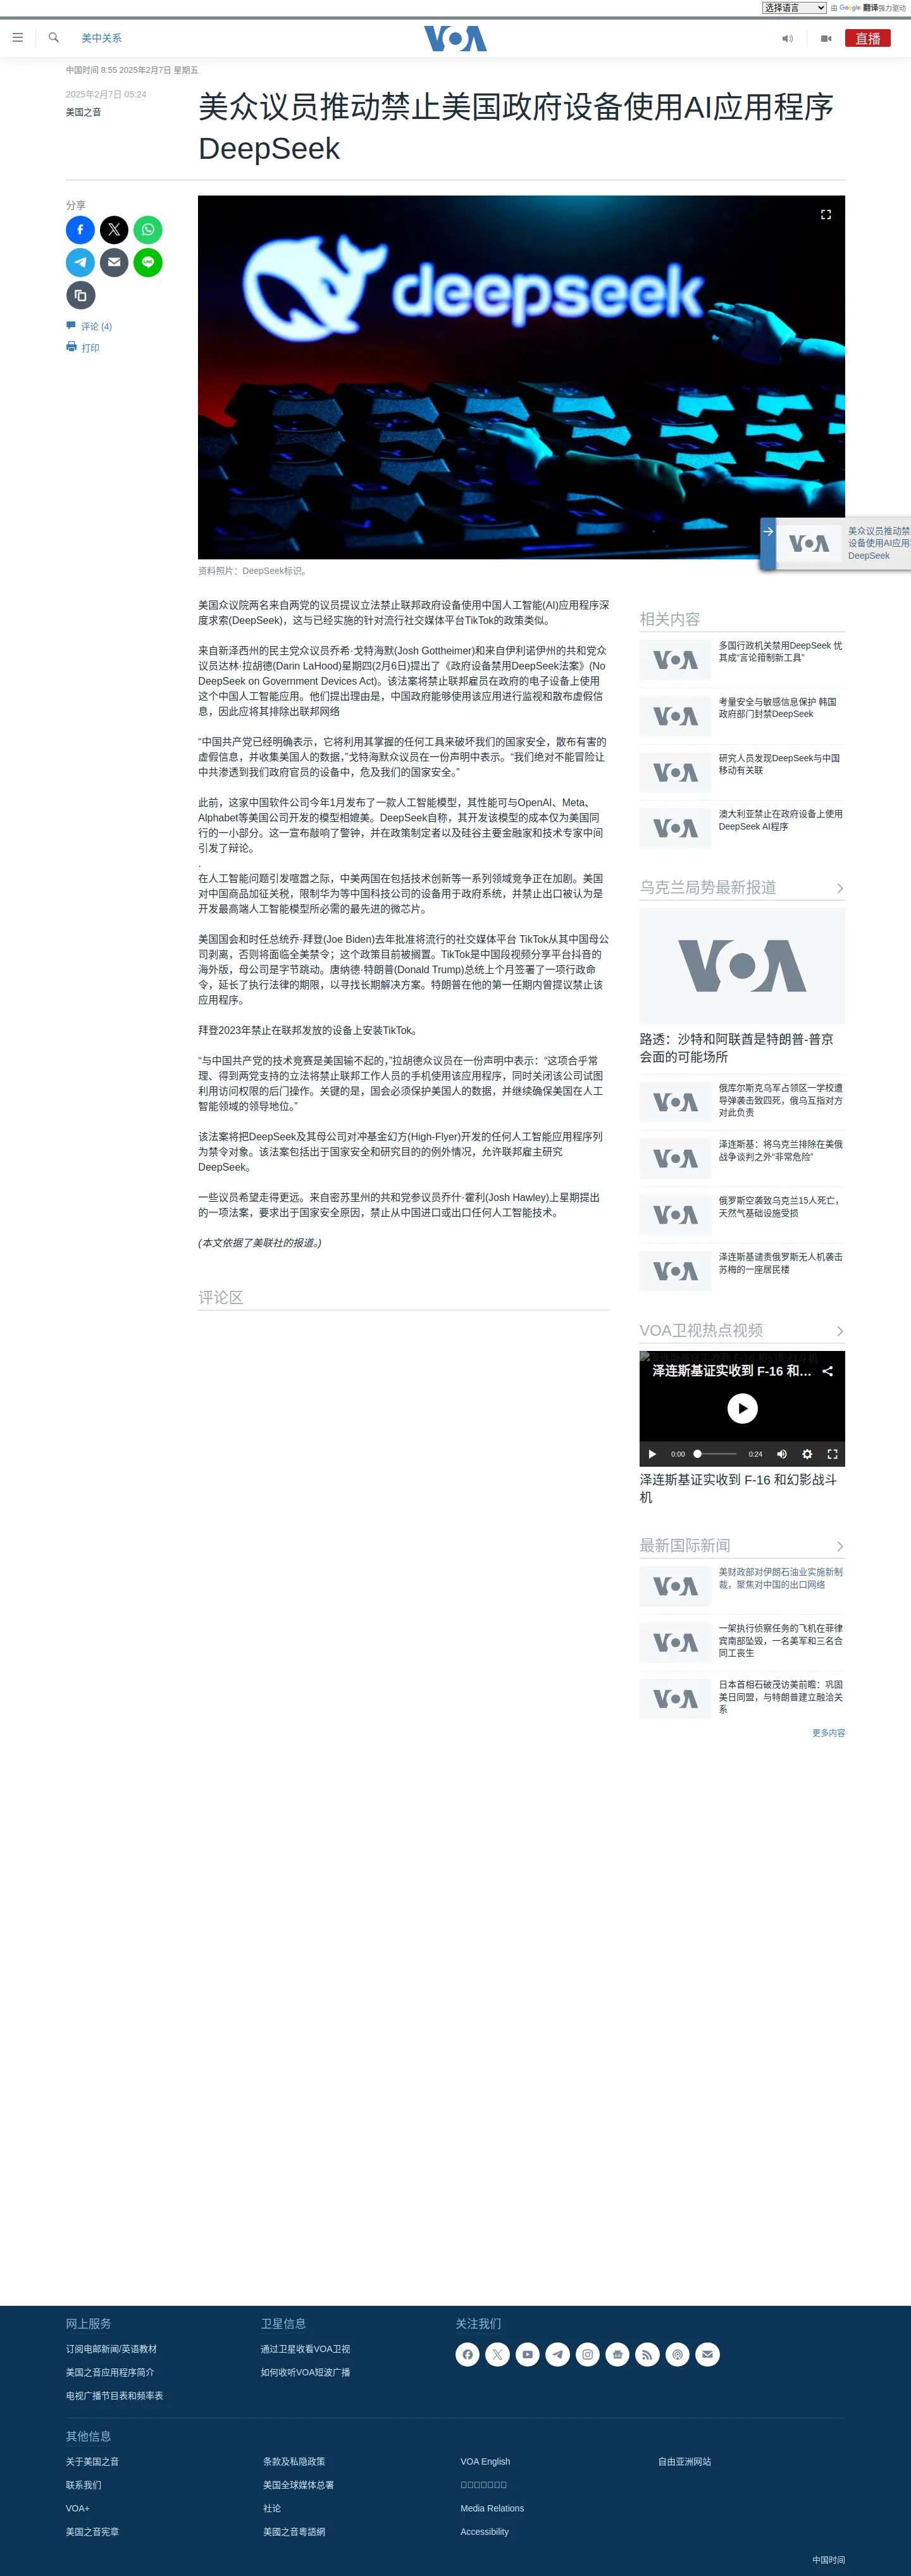 选择语言 由 Google 翻译强力驱动
美中关系
VOA
直播
中国时间 8:55 2025年2月7日 星期五
2025年2月7日 05:24
美国之音
美众议员推动禁止美国政府设备使用AI应用程序
DeepSeek
分享
LINE
评论 (4)
打印
deepseek
美众议员推动禁
设备使用AI应用
DeepSeek
VOA
资料照片：DeepSeek标识。
美国众议院两名来自两党的议员提议立法禁止联邦政府设备使用中国人工智能(AI)应用程序深
度求索(DeepSeek)，这与已经实施的针对流行社交媒体平台TikTok的政策类似。
来自新泽西州的民主党众议员乔希·戈特海默(Josh Gottheimer)和来自伊利诺伊州的共和党众
议员达林·拉胡德(Darin LaHood)星期四(2月6日)提出了《政府设备禁用DeepSeek法案》(No
DeepSeek on Government Devices Act)。该法案将禁止联邦雇员在政府的电子设备上使用
这个中国人工智能应用。他们提出理由是，中国政府能够使用该应用进行监视和散布虚假信
息，因此应将其排除出联邦网络
“中国共产党已经明确表示，它将利用其掌握的任何工具来破坏我们的国家安全，散布有害的
虚假信息，并收集美国人的数据，”戈特海默众议员在一份声明中表示。“我们绝对不能冒险让
中共渗透到我们政府官员的设备中，危及我们的国家安全。”
此前，这家中国软件公司今年1月发布了一款人工智能模型，其性能可与OpenAI、Meta、
Alphabet等美国公司开发的模型相媲美。DeepSeek自称，其开发该模型的成本仅为美国同
行的一小部分。这一宣布敲响了警钟，并在政策制定者以及硅谷主要金融家和技术专家中间
引发了辩论。
.
在人工智能问题引发喧嚣之际，中美两国在包括技术创新等一系列领域竞争正在加剧。美国
对中国商品加征关税，限制华为等中国科技公司的设备用于政府系统，并禁止出口被认为是
开发最高端人工智能模型所必需的最先进的微芯片。
美国国会和时任总统乔·拜登(Joe Biden)去年批准将流行的社交媒体平台 TikTok从其中国母公
司剥离，否则将面临全美禁令；这个政策目前被搁置。TikTok是中国段视频分享平台抖音的
海外版，母公司是字节跳动。唐纳德·特朗普(Donald Trump)总统上个月签署了一项行政命
令，延长了执行法律的期限，以寻找长期解决方案。特朗普在他的第一任期内曾提议禁止该
应用程序。
拜登2023年禁止在联邦发放的设备上安装TikTok。
“与中国共产党的技术竞赛是美国输不起的，”拉胡德众议员在一份声明中表示：“这项合乎常
理、得到两党支持的立法将禁止联邦工作人员的手机使用该应用程序，同时关闭该公司试图
利用访问权限的后门操作。关键的是，国会必须保护美国人的数据，并继续确保美国在人工
智能领域的领导地位。”
该法案将把DeepSeek及其母公司对冲基金幻方(High-Flyer)开发的任何人工智能应用程序列
为禁令对象。该法案包括出于国家安全和研究目的的例外情况，允许联邦雇主研究
DeepSeek。
一些议员希望走得更远。来自密苏里州的共和党参议员乔什·霍利(Josh Hawley)上星期提出
的一项法案，要求出于国家安全原因，禁止从中国进口或出口任何人工智能技术。
(本文依据了美联社的报道。)
评论区
相关内容
VOA
多国行政机关禁用DeepSeek 忧
其成“言论箝制新工具”
VOA
考量安全与敏感信息保护 韩国
政府部门封禁DeepSeek
VOA
研究人员发现DeepSeek与中国
移动有关联
VOA
澳大利亚禁止在政府设备上使用
DeepSeek AI程序
乌克兰局势最新报道
VOA
路透：沙特和阿联酋是特朗普-普京
会面的可能场所
VOA
俄库尔斯克乌军占领区一学校遭
导弹袭击致四死，俄乌互指对方
对此负责
VOA
泽连斯基：将乌克兰排除在美俄
战争谈判之外“非常危险”
VOA
俄罗斯空袭致乌克兰15人死亡，
天然气基础设施受损
VOA
泽连斯基谴责俄罗斯无人机袭击
苏梅的一座居民楼
VOA卫视热点视频
泽连斯基证实收到 F-16 和幻影战斗机
泽连斯基证实收到 F-16 和...
0:00
0:24
泽连斯基证实收到 F-16 和幻影战斗
机
最新国际新闻
VOA
美财政部对伊朗石油业实施新制
裁，聚焦对中国的出口网络
VOA
一架执行侦察任务的飞机在菲律
宾南部坠毁，一名美军和三名合
同工丧生
VOA
日本首相石破茂访美前瞻：巩固
美日同盟，与特朗普建立融洽关
系
更多内容
网上服务
订阅电邮新闻/英语教材
美国之音应用程序简介
电视广播节目表和频率表
卫星信息
通过卫星收看VOA卫视
如何收听VOA短波广播
关注我们
其他信息
关于美国之音
联系我们
VOA+
美国之音宪章
条款及私隐政策
美国全球媒体总署
社论
美國之音粵語網
VOA English
Media Relations
Accessibility
自由亚洲网站
中国时间